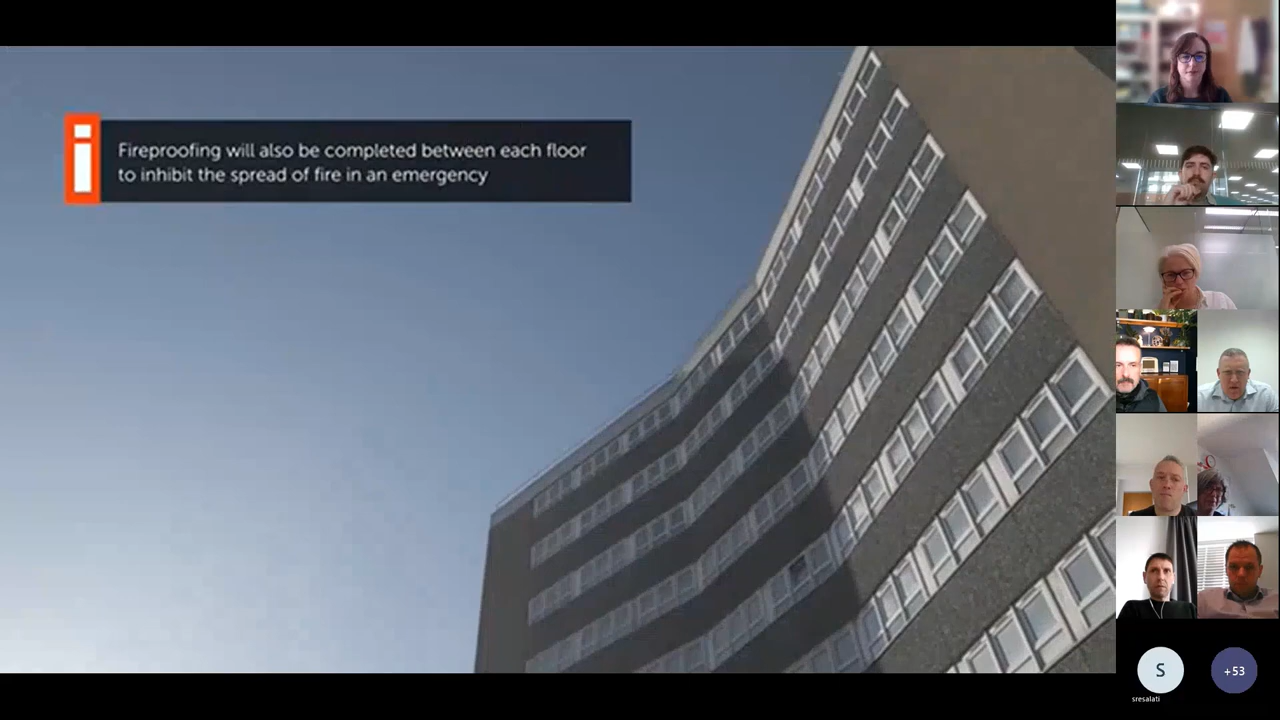 Fireproofing will also be completed between each floor
to inhibit the spread of fire in an emergency
S
+53
sresalati